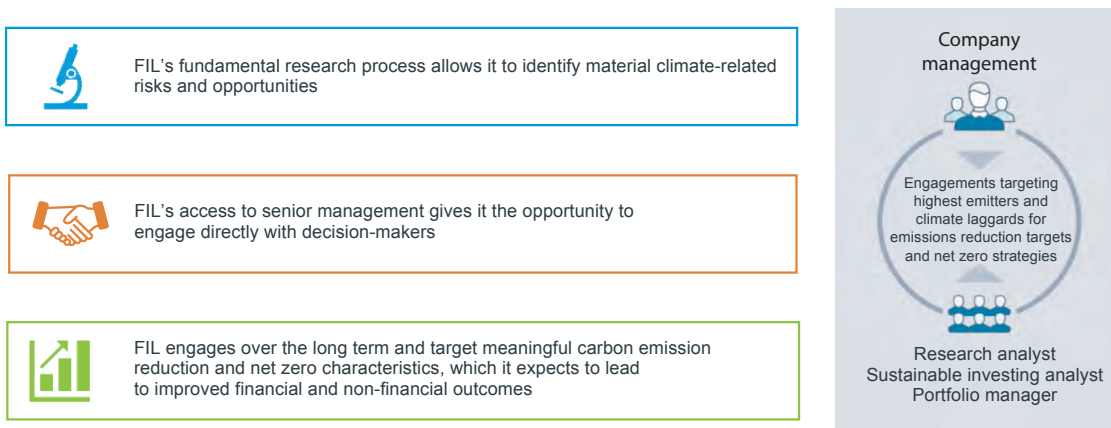 FIL's fundamental research process allows it to identify material climate-related
risks and opportunities
FIL's access to senior management gives it the opportunity to
engage directly with decision-makers
FIL engages over the long term and target meaningful carbon emission
reduction and net zero characteristics, which it expects to lead
to improved financial and non-financial outcomes
Company
management
Engagements targeting
highest emitters and
climate laggards for
emissions reduction targets
and net zero strategies
Research analyst
Sustainable investing analyst
Portfolio manager